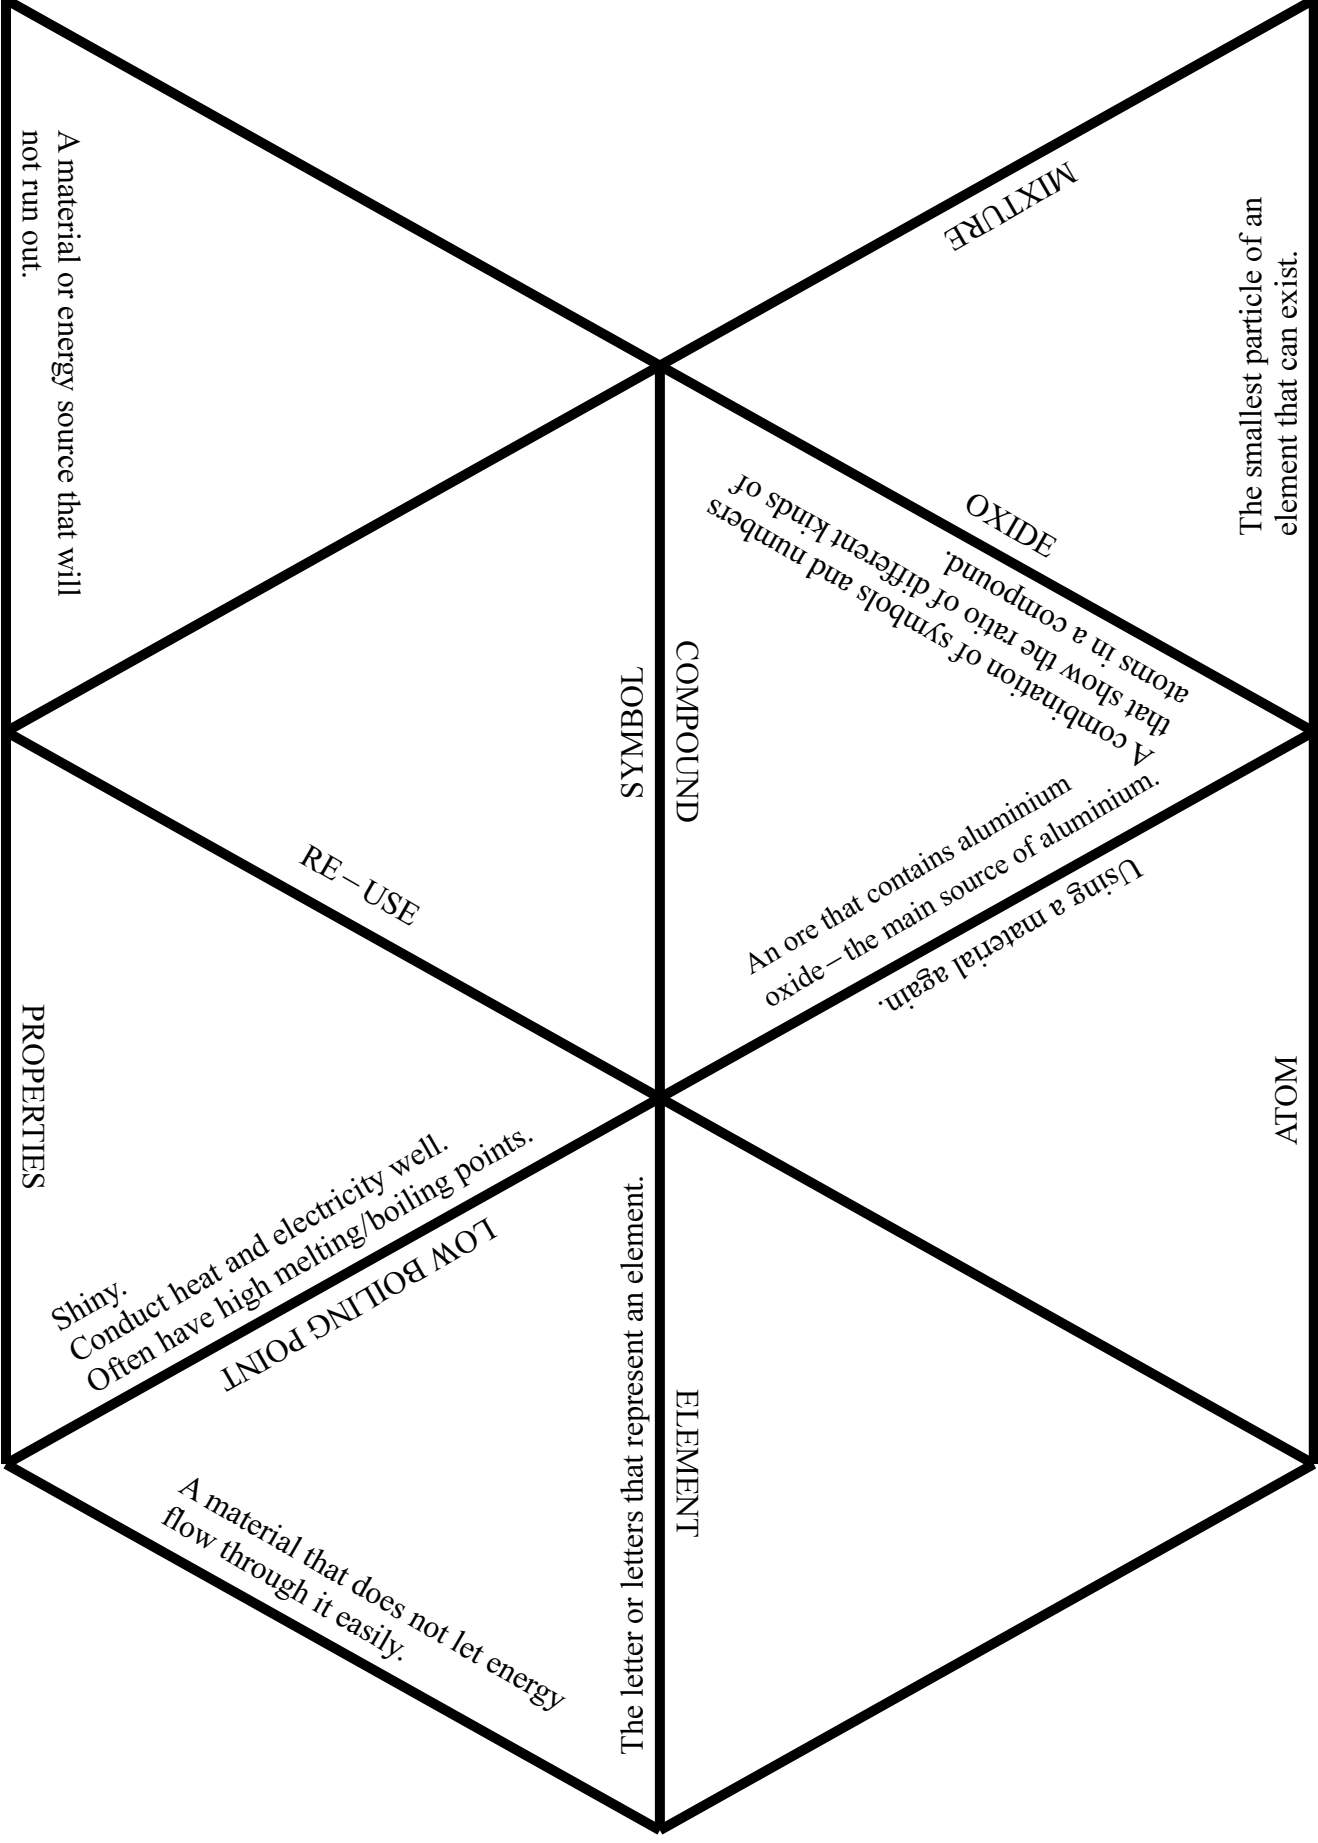 A material or energy source that will
not run out.
MIXTURE
The smallest particle of an
element that can exist.
OXIDE
A combination of symbols and numbers
that show the ratio of different kinds of
atoms in a compound.
SYMBOL
COMPOUND
An ore that contains aluminium
oxide – the main source of aluminium.
Using a material again.
RE – USE
PROPERTIES
ATOM
Shiny.
Conduct heat and electricity well.
Often have high melting/boiling points.
LOW BOILING POINT
The letter or letters that represent an element.
ELEMENT
A material that does not let energy
flow through it easily.